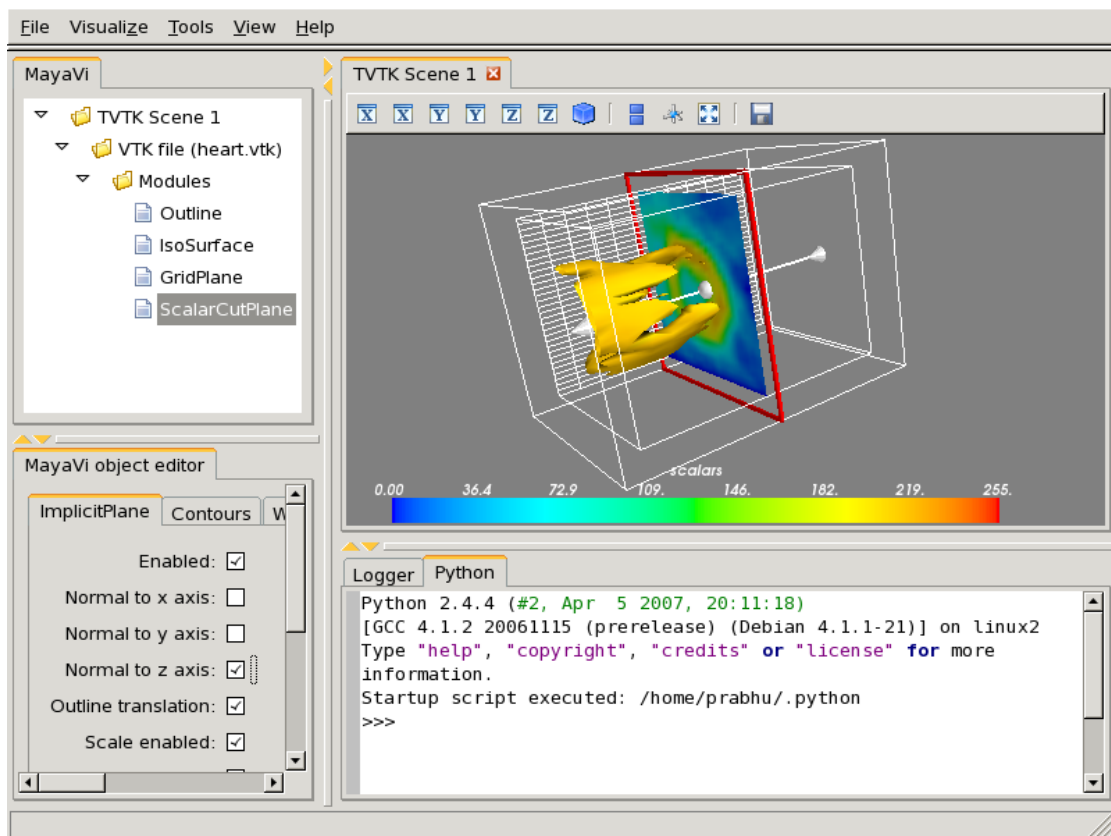 File Visualize Tools View Help
MayaVi
TVTK Scene 1
VTK file (heart.vtk)
Modules
Outline
IsoSurface
GridPlane
ScalarCutPlane
MayaVi object editor
ImplicitPlane Contours W
Enabled:
Normal to x axis:
Normal to y axis:
Normal to z axis:
Outline translation:
Scale enabled:
TVTK Scene 1
X X Y Y Z Z
scalars
0.00 36.4 72.9 109. 146. 182. 219. 255.
Logger Python
Python 2.4.4 (#2, Apr  5 2007, 20:11:18)
[GCC 4.1.2 20061115 (prerelease) (Debian 4.1.1-21)] on linux2
Type "help", "copyright", "credits" or "license" for more
information.
Startup script executed: /home/prabhu/.python
>>>